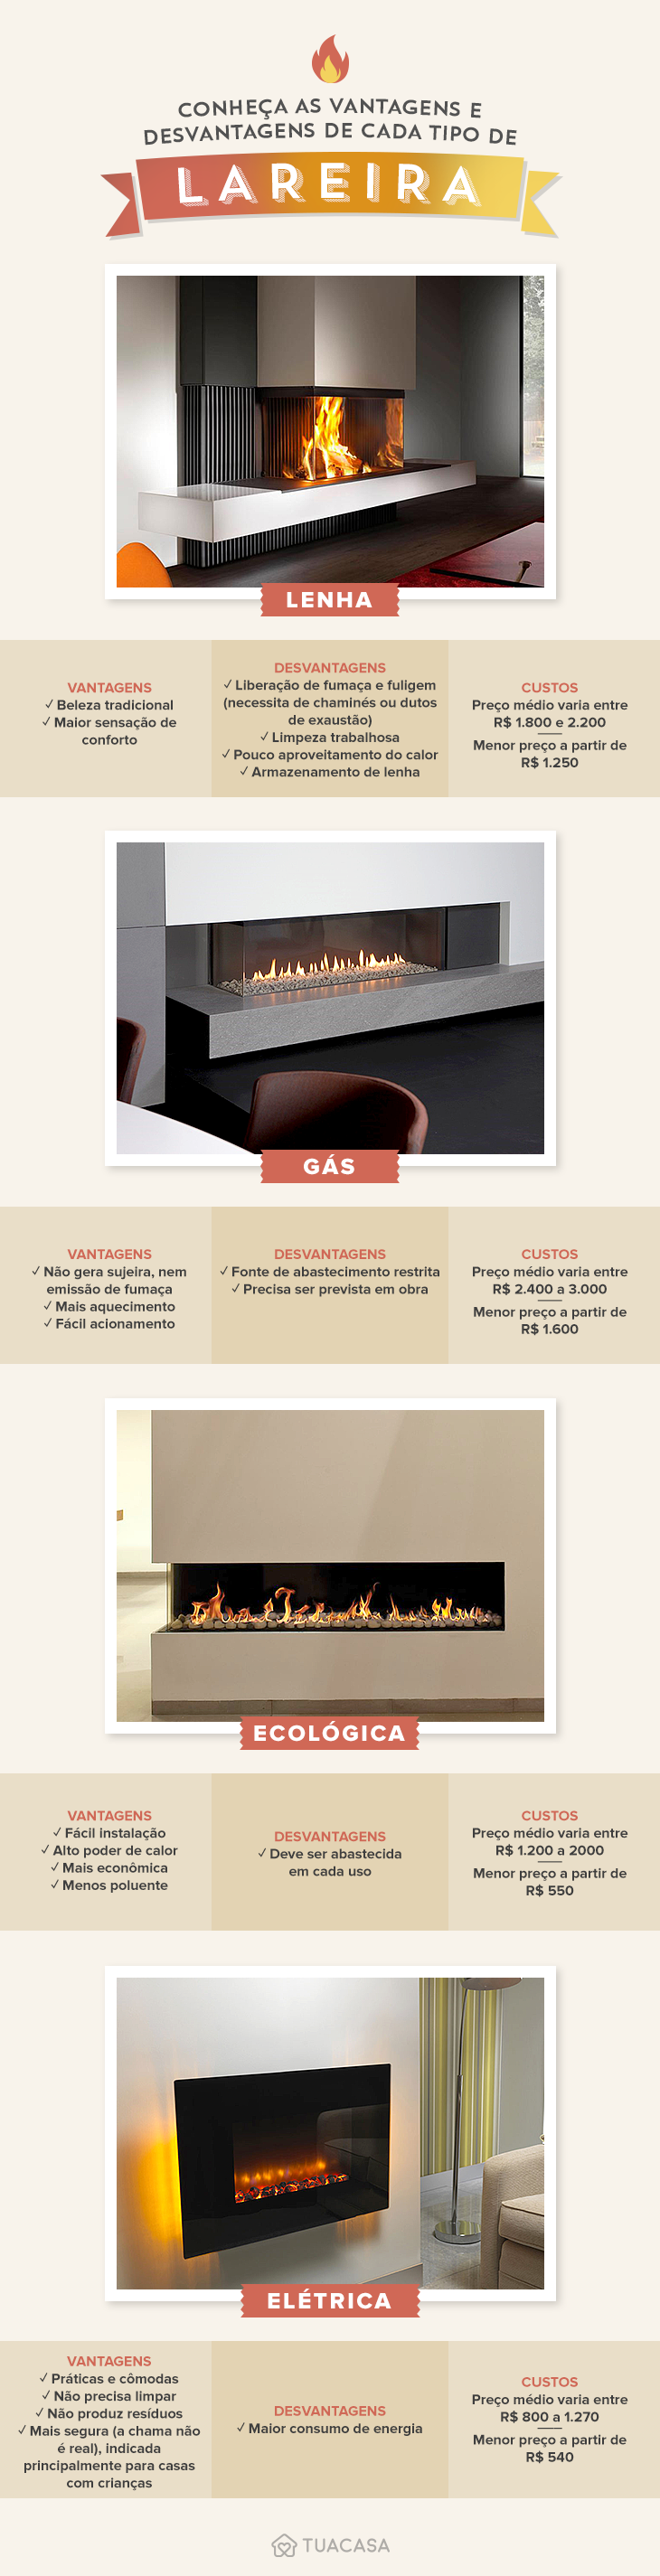 CONHEÇA AS VANTAGENS E
DESVANTAGENS DE CADA TIPO DE
LAREIRA
LENHA
VANTAGENS
✓ Beleza tradicional
✓ Maior sensação de
conforto
DESVANTAGENS
✓ Liberação de fumaça e fuligem
(necessita de chaminés ou dutos
de exaustão)
✓ Limpeza trabalhosa
✓ Pouco aproveitamento do calor
✓ Armazenamento de lenha
CUSTOS
Preço médio varia entre
R$ 1.800 e 2.200
Menor preço a partir de
R$ 1.250
GÁS
VANTAGENS
✓ Não gera sujeira, nem
emissão de fumaça
✓ Mais aquecimento
✓ Fácil acionamento
DESVANTAGENS
✓ Fonte de abastecimento restrita
✓ Precisa ser prevista em obra
CUSTOS
Preço médio varia entre
R$ 2.400 a 3.000
Menor preço a partir de
R$ 1.600
ECOLÓGICA
VANTAGENS
✓ Fácil instalação
✓ Alto poder de calor
✓ Mais econômica
✓ Menos poluente
DESVANTAGENS
✓ Deve ser abastecida
em cada uso
CUSTOS
Preço médio varia entre
R$ 1.200 a 2000
Menor preço a partir de
R$ 550
ELÉTRICA
VANTAGENS
✓ Práticas e cômodas
✓ Não precisa limpar
✓ Não produz resíduos
✓ Mais segura (a chama não
é real), indicada
principalmente para casas
com crianças
DESVANTAGENS
✓ Maior consumo de energia
CUSTOS
Preço médio varia entre
R$ 800 a 1.270
Menor preço a partir de
R$ 540
TUACASA